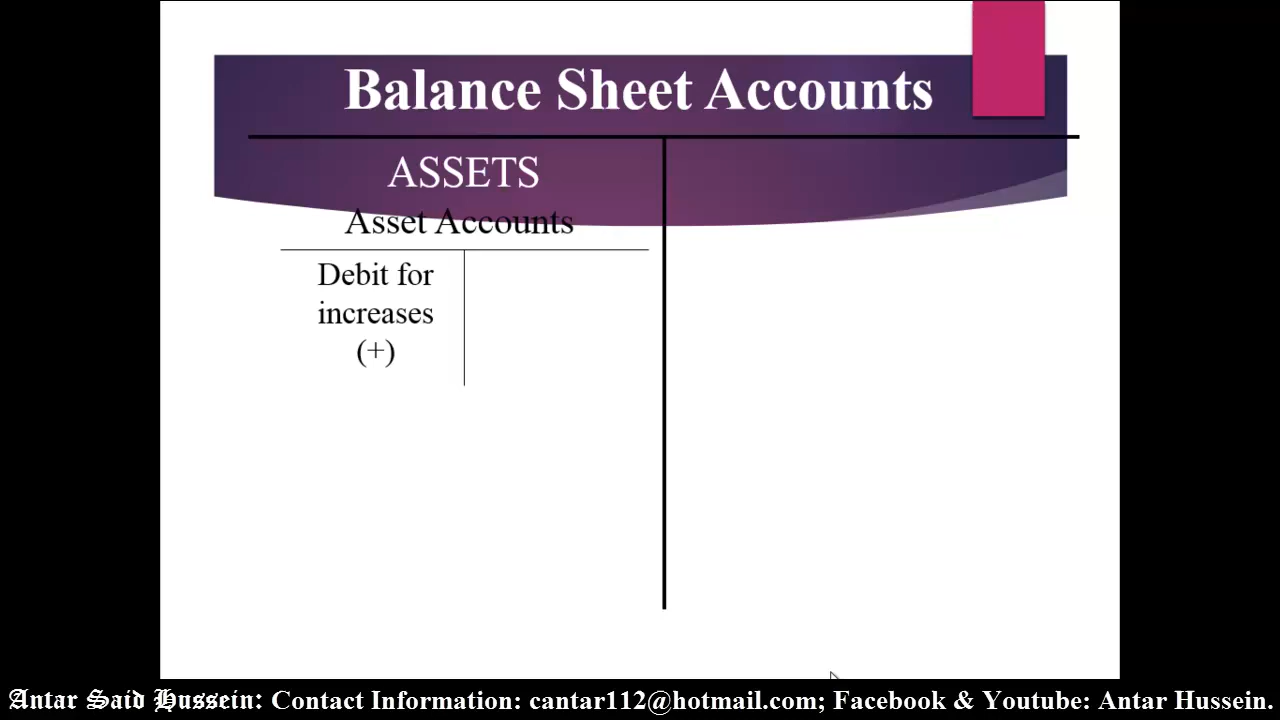 Balance Sheet Accounts
ASSETS
Asset Accounts
Debit for
increases
(+)
Antar Said Hussein: Contact Information: cantar112@hotmail.com; Facebook & Youtube: Antar Hussein.